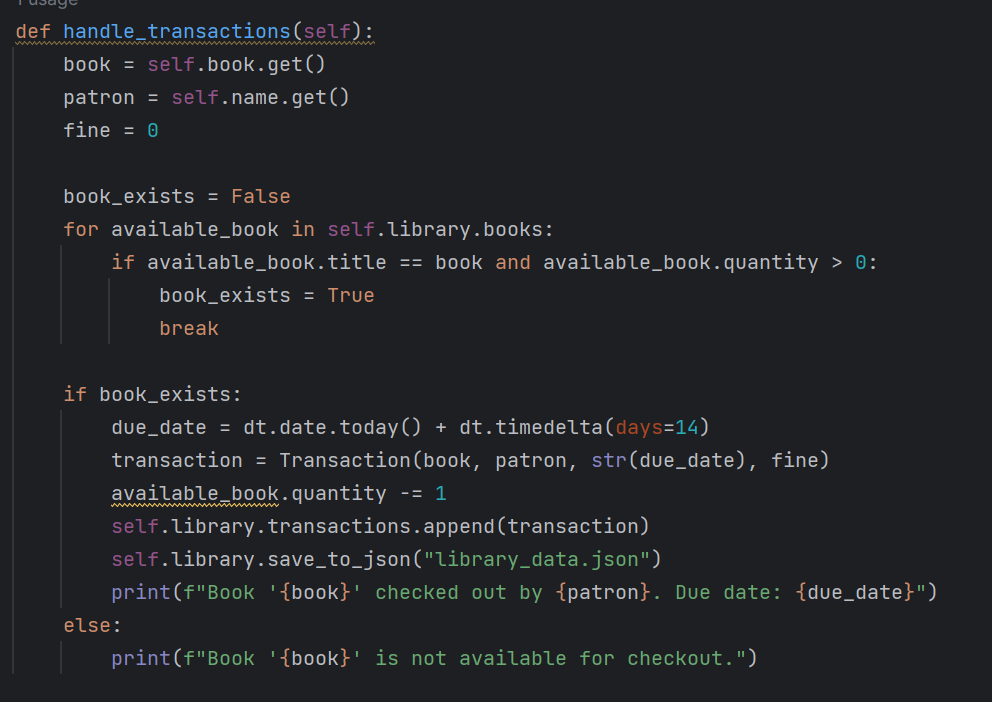 1 usage
def handle_transactions(self):
    book = self.book.get()
    patron = self.name.get()
    fine = 0

    book_exists = False
    for available_book in self.library.books:
        if available_book.title == book and available_book.quantity > 0:
            book_exists = True
            break

    if book_exists:
        due_date = dt.date.today() + dt.timedelta(days=14)
        transaction = Transaction(book, patron, str(due_date), fine)
        available_book.quantity -= 1
        self.library.transactions.append(transaction)
        self.library.save_to_json("library_data.json")
        print(f"Book '{book}' checked out by {patron}. Due date: {due_date}")
    else:
        print(f"Book '{book}' is not available for checkout.")